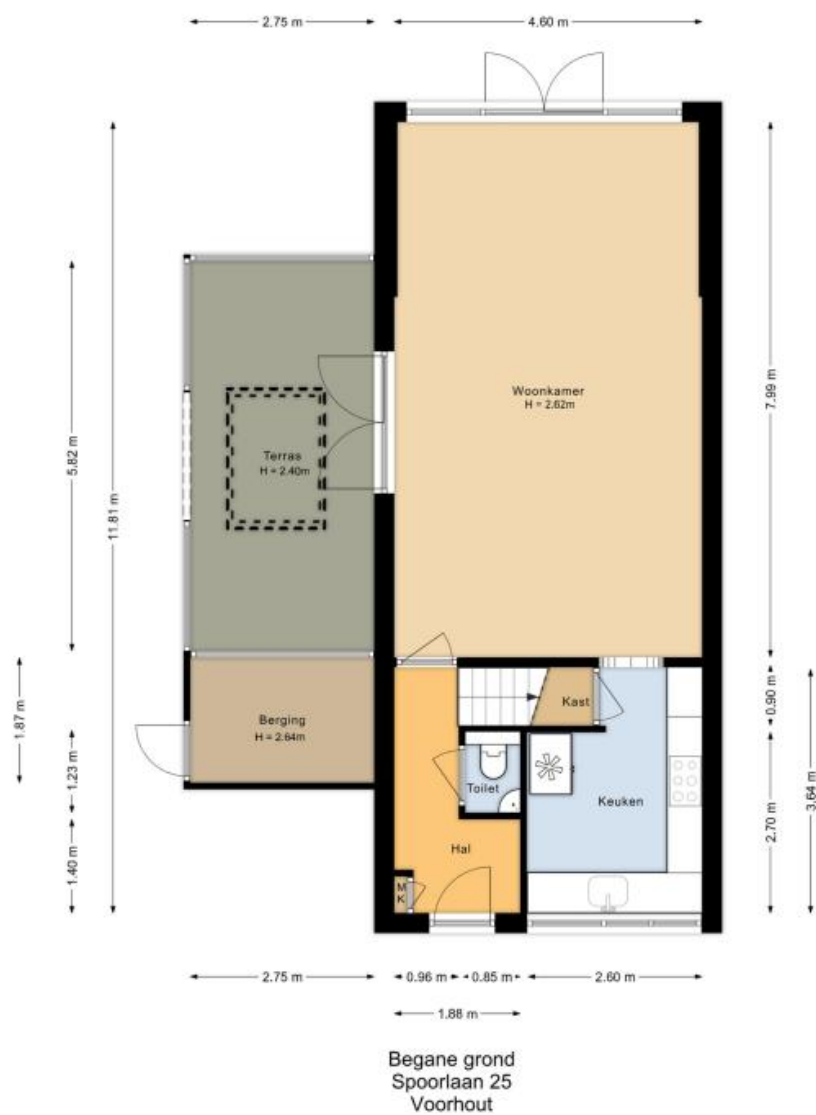 2.75 m
4.60 m
Woonkamer
H = 2.62m
7.99 m
5.82 m
11.81 m
Terras
H = 2.40m
Kast
0.90 m
1.87 m
Berging
H = 2.64m
1.23 m
Toilet
Keuken
2.70 m
3.64 m
1.40 m
Hal
M
K
2.75 m
0.96 m
0.85 m
2.60 m
1.88 m
Begane grond
Spoorlaan 25
Voorhout